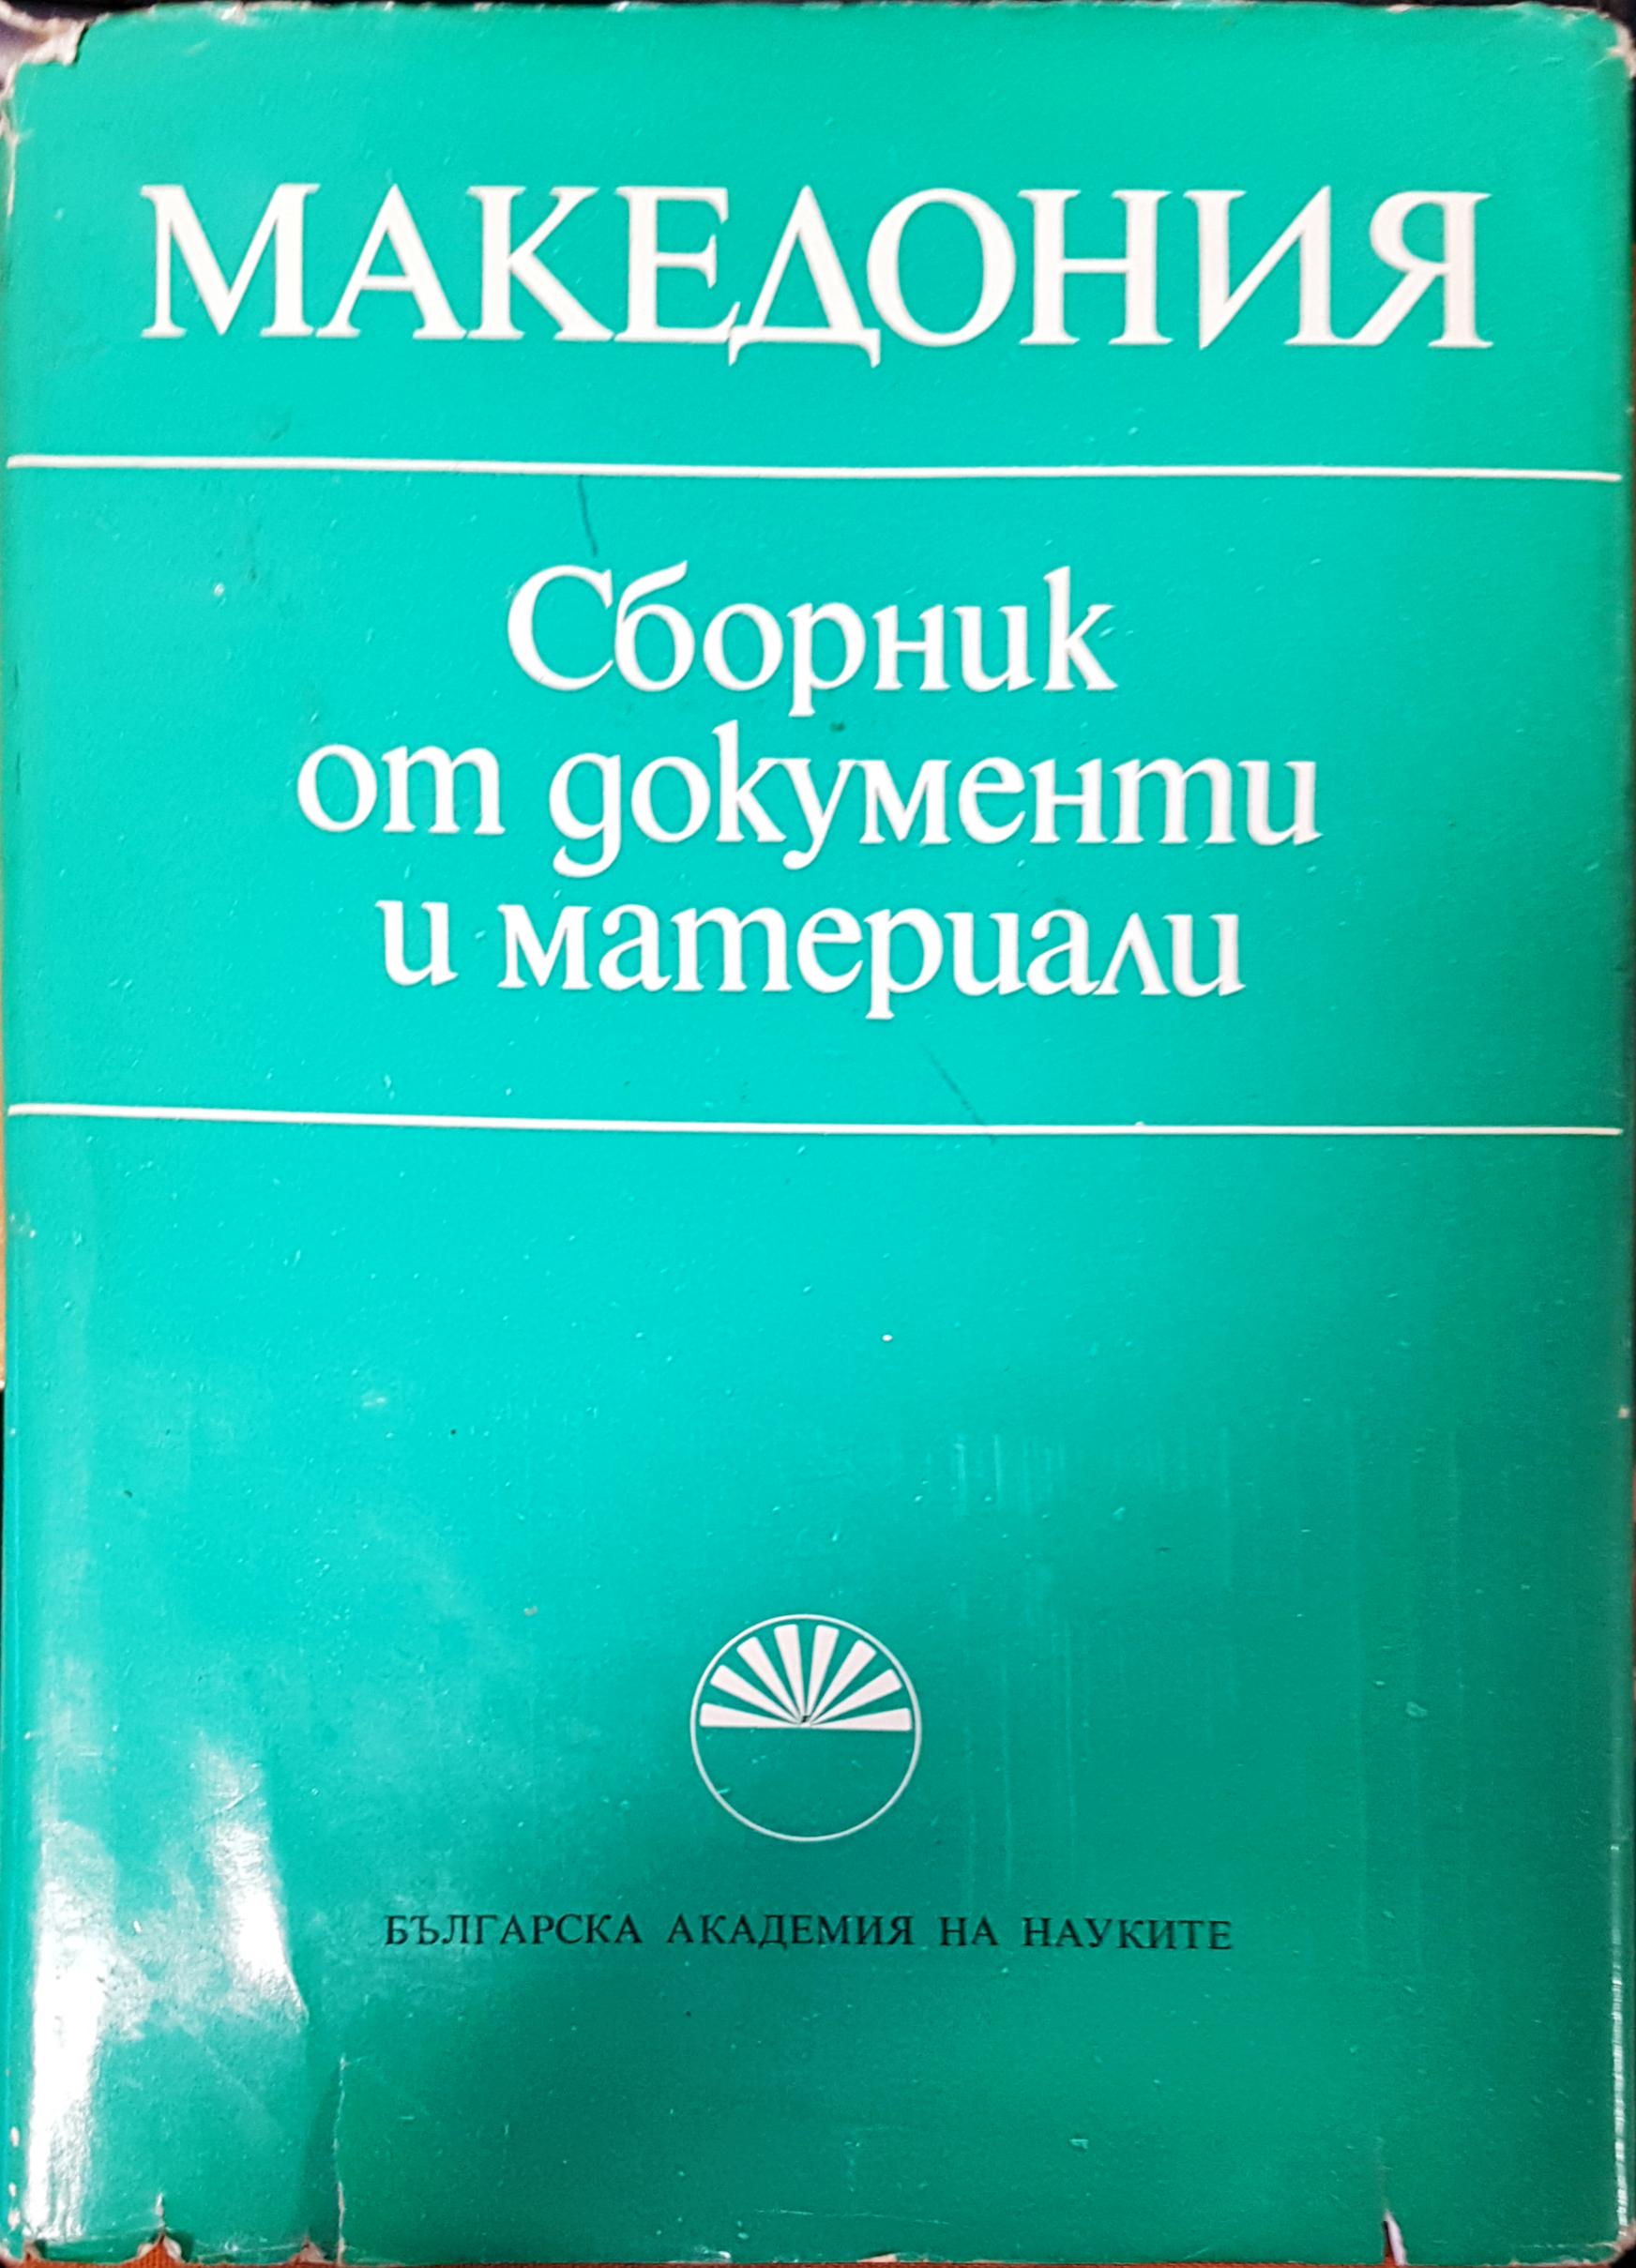 МАКЕДОНИЯ
Сборник
от документи
и материали
БЪЛГАРСКА АКАДЕМИЯ НА НАУКИТЕ